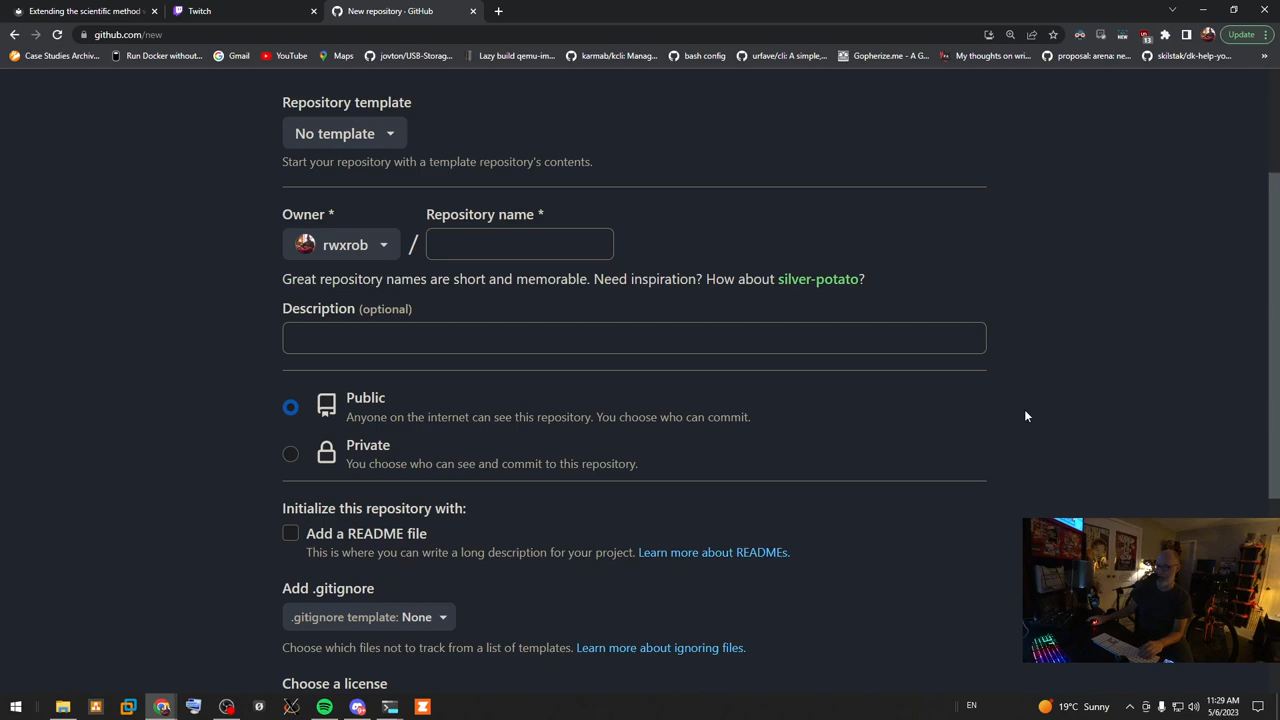 Extending the scientific method
Twitch
New repository - GitHub
github.com/new
Update
Case Studies Archiv...
Run Docker without...
Gmail
YouTube
Maps
jovton/USB-Storag...
Lazy build qemu-im...
karmab/kcli: Manag...
bash config
urfave/cli: A simple,...
Gopherize.me - A G...
My thoughts on wri...
proposal: arena: ne...
skilstak/dk-help-yo...
Repository template
No template
Start your repository with a template repository's contents.
Owner *
Repository name *
rwxrob
/
Great repository names are short and memorable. Need inspiration? How about silver-potato?
Description (optional)
Public
Anyone on the internet can see this repository. You choose who can commit.
Private
You choose who can see and commit to this repository.
Initialize this repository with:
Add a README file
This is where you can write a long description for your project. Learn more about READMEs.
Add .gitignore
.gitignore template: None
Choose which files not to track from a list of templates. Learn more about ignoring files.
Choose a license
19°C Sunny
EN
11:29 AM
5/6/2023